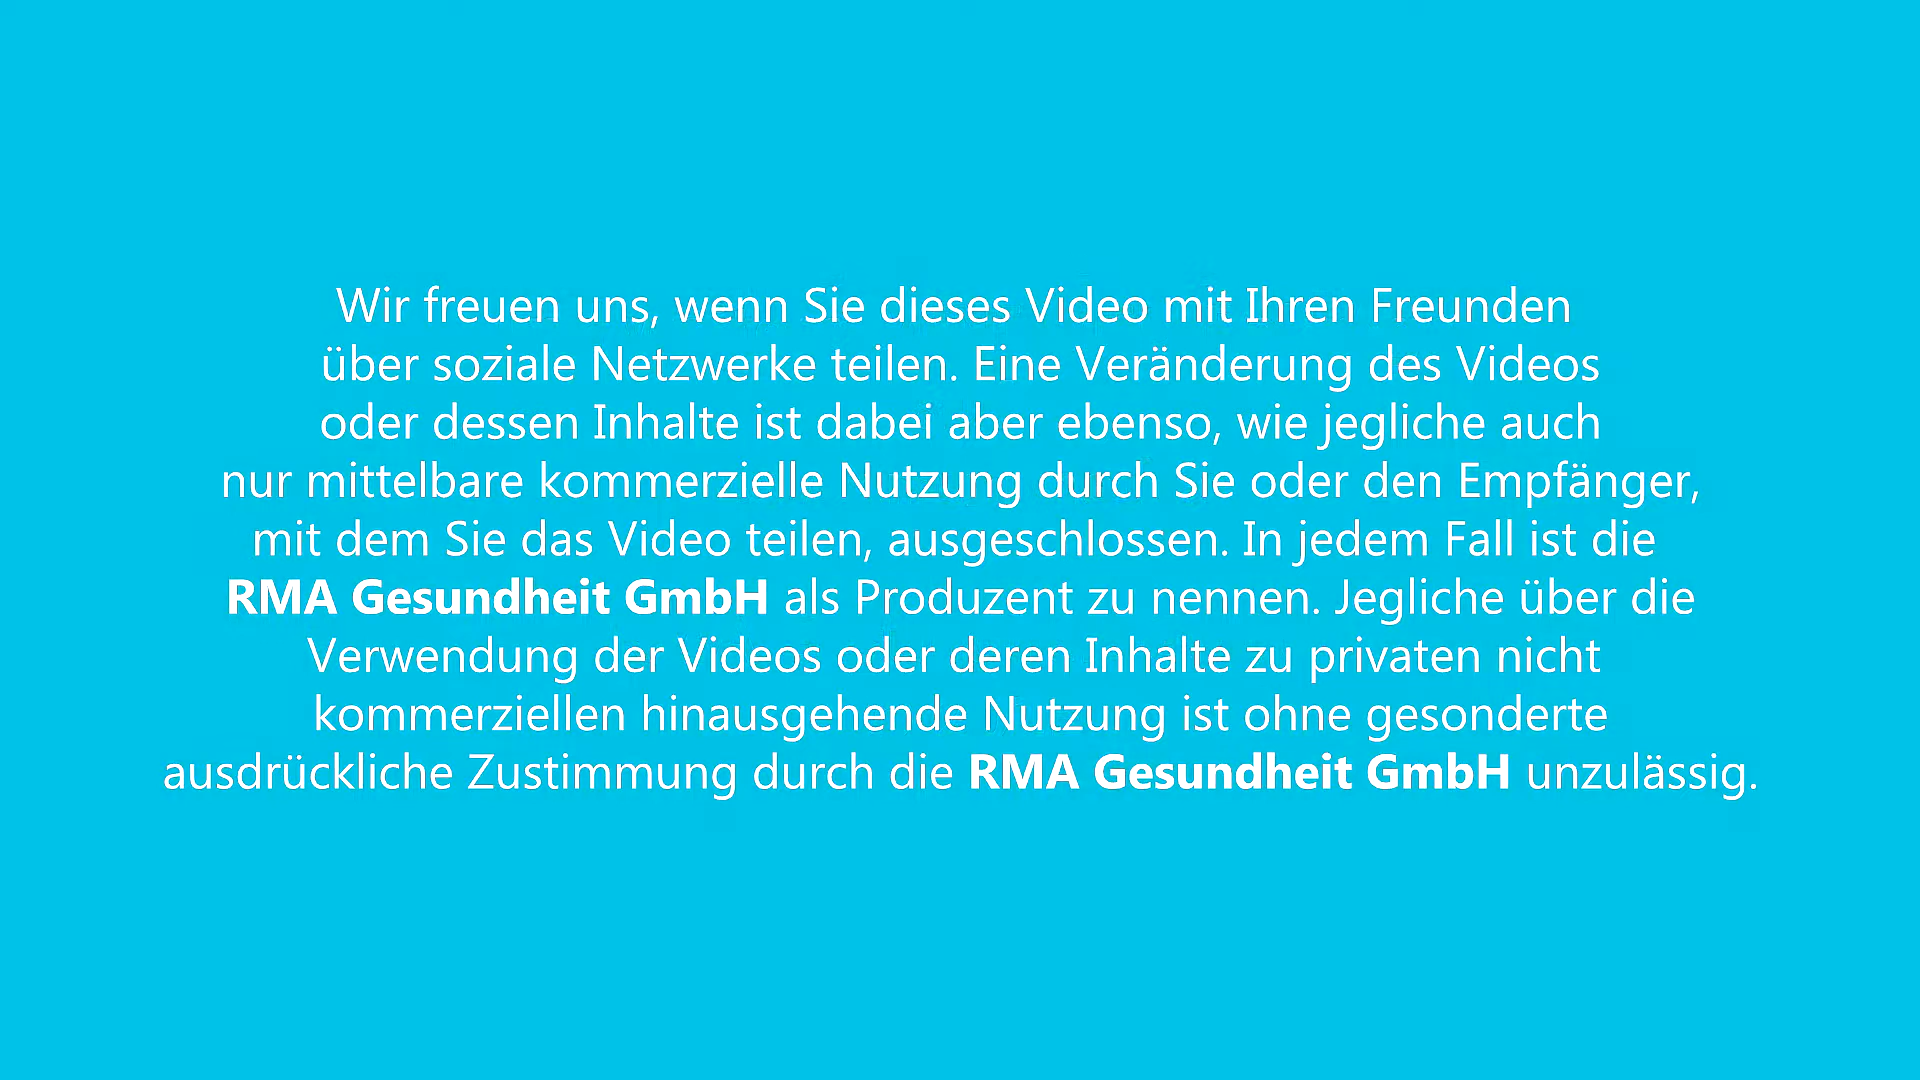 Wir freuen uns, wenn Sie dieses Video mit Ihren Freunden
über soziale Netzwerke teilen. Eine Veränderung des Videos
oder dessen Inhalte ist dabei aber ebenso, wie jegliche auch
nur mittelbare kommerzielle Nutzung durch Sie oder den Empfänger,
mit dem Sie das Video teilen, ausgeschlossen. In jedem Fall ist die
RMA Gesundheit GmbH als Produzent zu nennen. Jegliche über die
Verwendung der Videos oder deren Inhalte zu privaten nicht
kommerziellen hinausgehende Nutzung ist ohne gesonderte
ausdrückliche Zustimmung durch die RMA Gesundheit GmbH unzulässig.